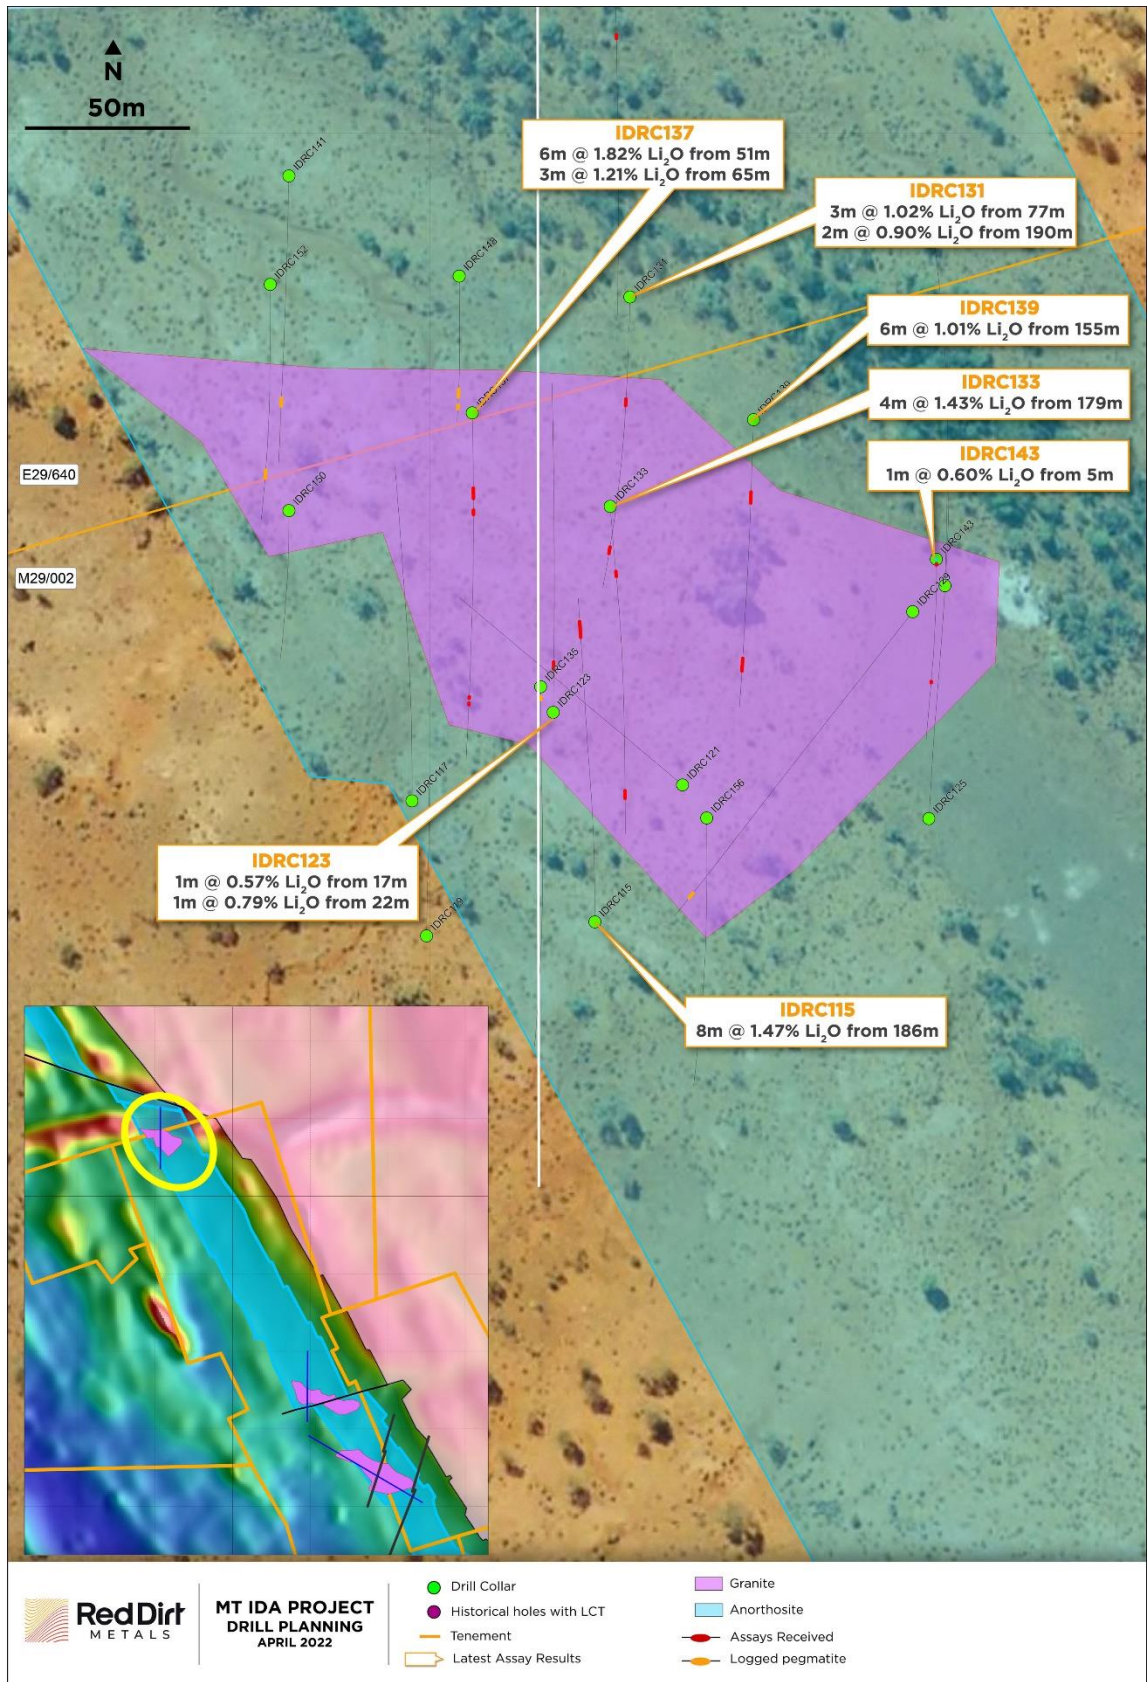 N
50m
IDRC141
IDRC137
6m @ 1.82% Li₂O from 51m
3m @ 1.21% Li₂O from 65m
IDRC131
3m @ 1.02% Li₂O from 77m
2m @ 0.90% Li₂O from 190m
IDRC152
IDRC148
IDRC131
IDRC139
6m @ 1.01% Li₂O from 155m
IDRC133
4m @ 1.43% Li₂O from 179m
IDRC143
1m @ 0.60% Li₂O from 5m
E29/640
IDRC150
IDRC133
IDRC143
M29/002
IDRC129
IDRC135
IDRC123
IDRC117
IDRC121
IDRC156
IDRC125
IDRC123
1m @ 0.57% Li₂O from 17m
1m @ 0.79% Li₂O from 22m
IDRC115
IDRC115
8m @ 1.47% Li₂O from 186m
Red Dirt
METALS
MT IDA PROJECT
DRILL PLANNING
APRIL 2022
Drill Collar
Historical holes with LCT
Tenement
Latest Assay Results
Granite
Anorthosite
Assays Received
Logged pegmatite